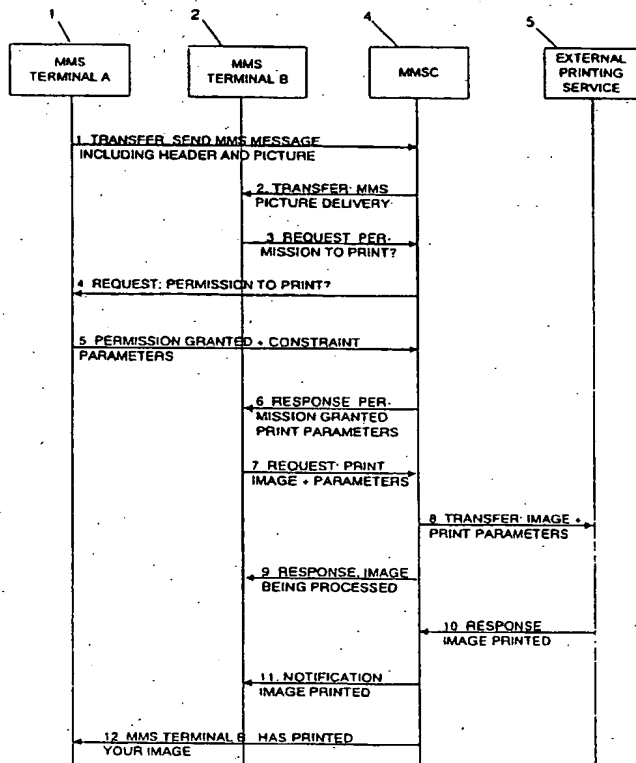 1
2
4
5
MMS
TERMINAL A
MMS
TERMINAL B
MMSC
EXTERNAL
PRINTING
SERVICE
1. TRANSFER SEND MMS MESSAGE
INCLUDING HEADER AND PICTURE
2. TRANSFER: MMS
PICTURE DELIVERY
3 REQUEST PER-
MISSION TO PRINT?
4 REQUEST: PERMISSION TO PRINT?
5 PERMISSION GRANTED + CONSTRAINT
PARAMETERS
6 RESPONSE PER-
MISSION GRANTED
PRINT PARAMETERS
7 REQUEST: PRINT
IMAGE + PARAMETERS
8 TRANSFER: IMAGE +
PRINT PARAMETERS
9 RESPONSE, IMAGE
BEING PROCESSED
10 RESPONSE
IMAGE PRINTED
11. NOTIFICATION
IMAGE PRINTED
12 MMS TERMINAL B HAS PRINTED
YOUR IMAGE